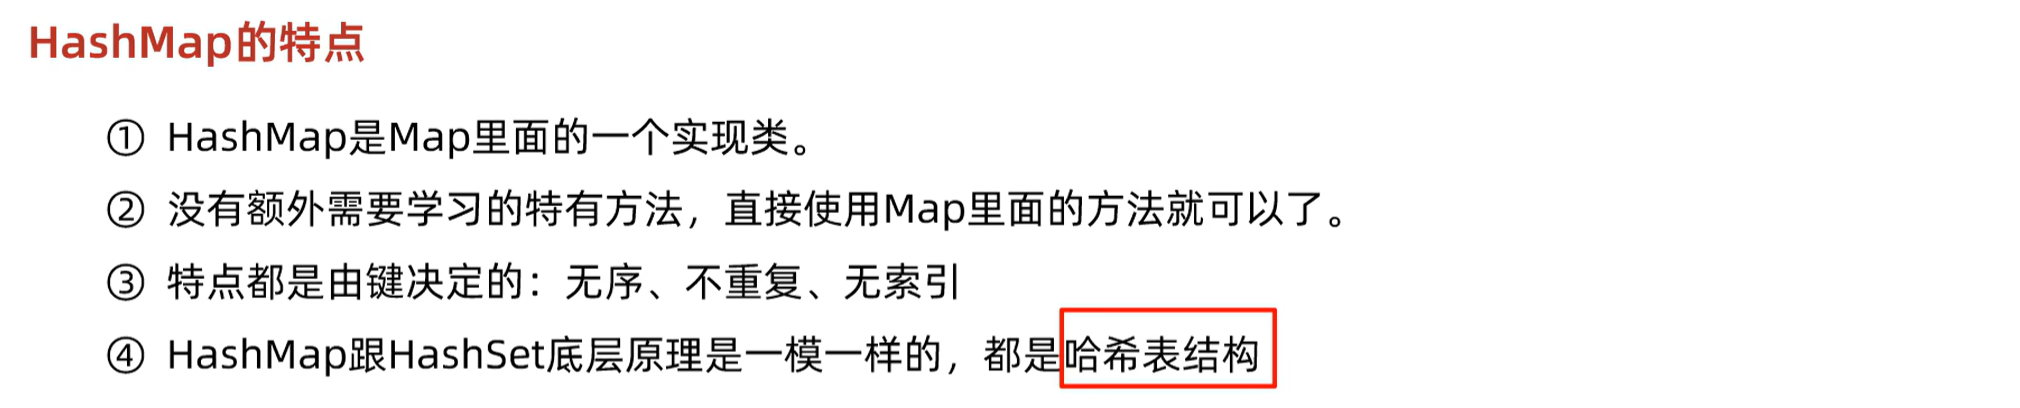 HashMap的特点
① HashMap是Map里面的一个实现类。
② 没有额外需要学习的特有方法，直接使用Map里面的方法就可以了。
③ 特点都是由键决定的：无序、不重复、无索引
④ HashMap跟HashSet底层原理是一模一样的，都是哈希表结构